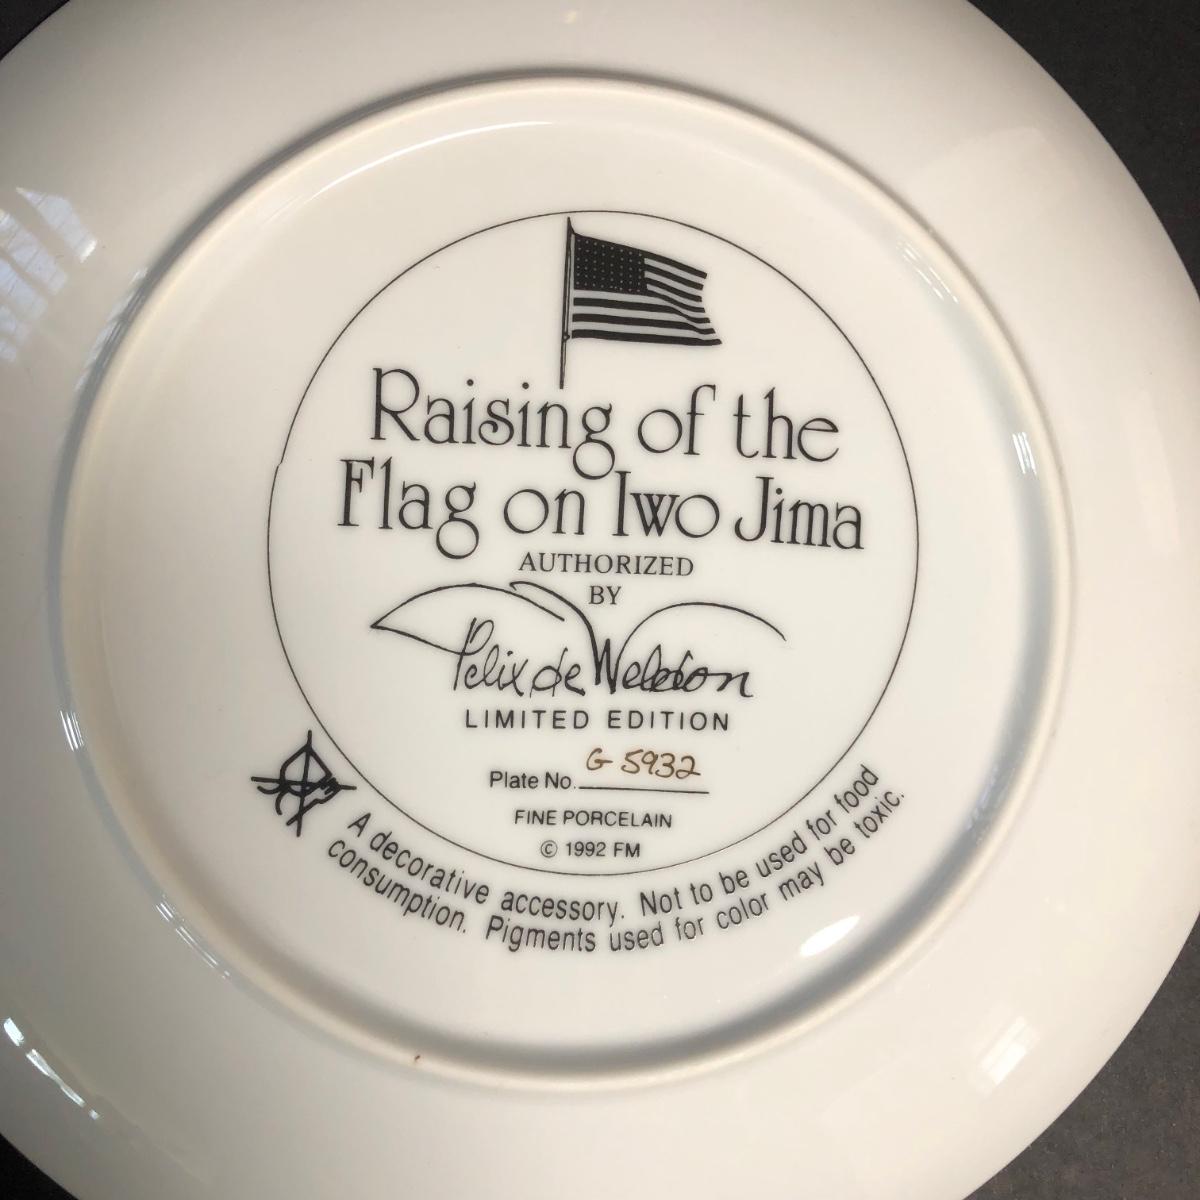 Raising of the
Flag on Iwo Jima
AUTHORIZED
BY
Felix de Weldon
LIMITED EDITION
Plate No. G 5932
FINE PORCELAIN
© 1992 FM
A decorative accessory. Not to be used for food
consumption. Pigments used for color may be toxic.